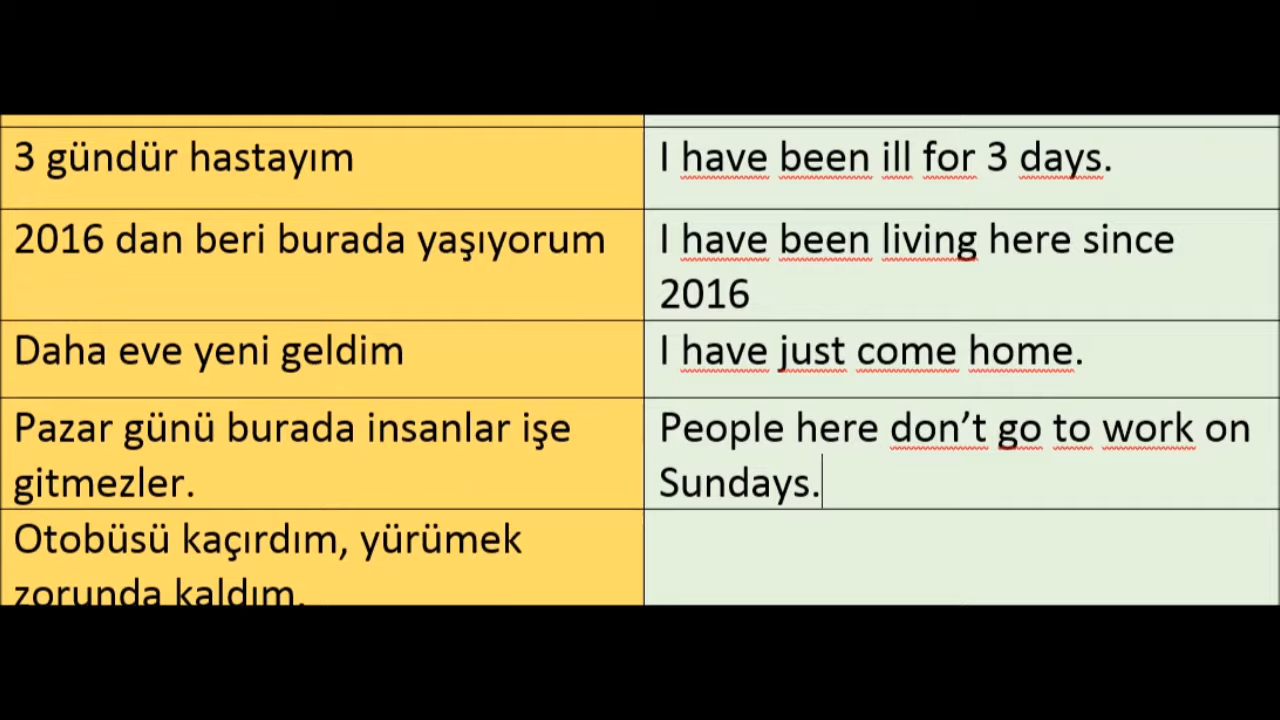 3 gündür hastayım
I have been ill for 3 days.
2016 dan beri burada yaşıyorum
I have been living here since
2016
Daha eve yeni geldim
I have just come home.
Pazar günü burada insanlar işe
gitmezler.
People here don’t go to work on
Sundays.
Otobüsü kaçırdım, yürümek
zorunda kaldım.